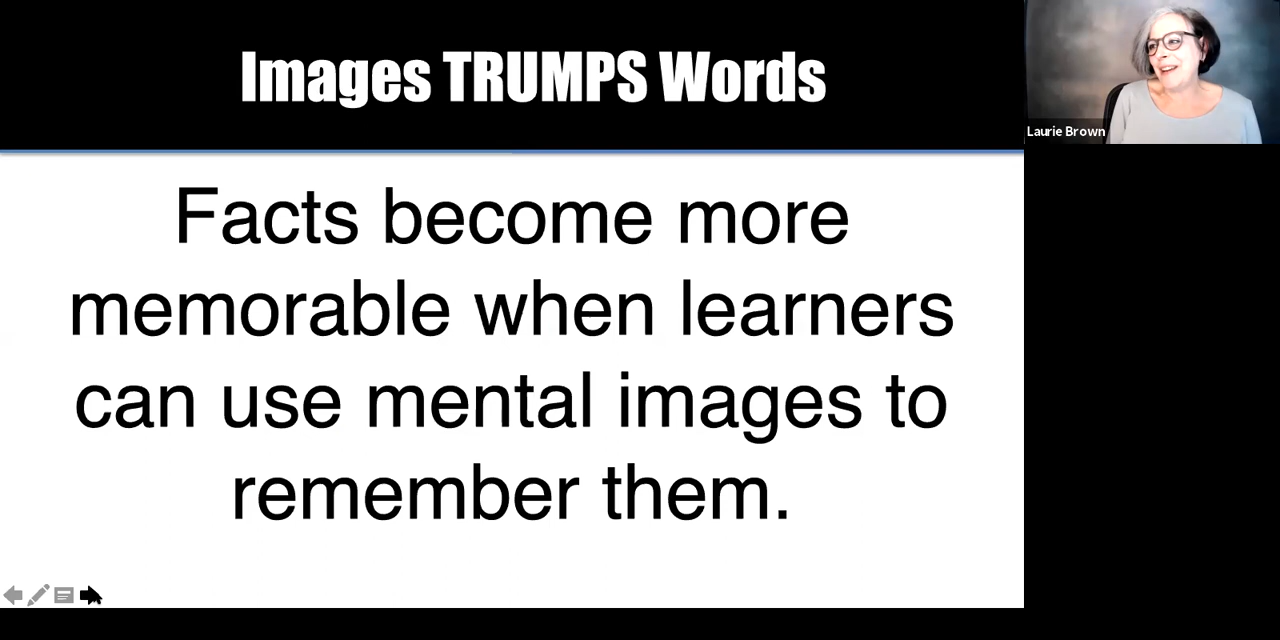 Images TRUMPS Words
Laurie Brown
Facts become more
memorable when learners
can use mental images to
remember them.